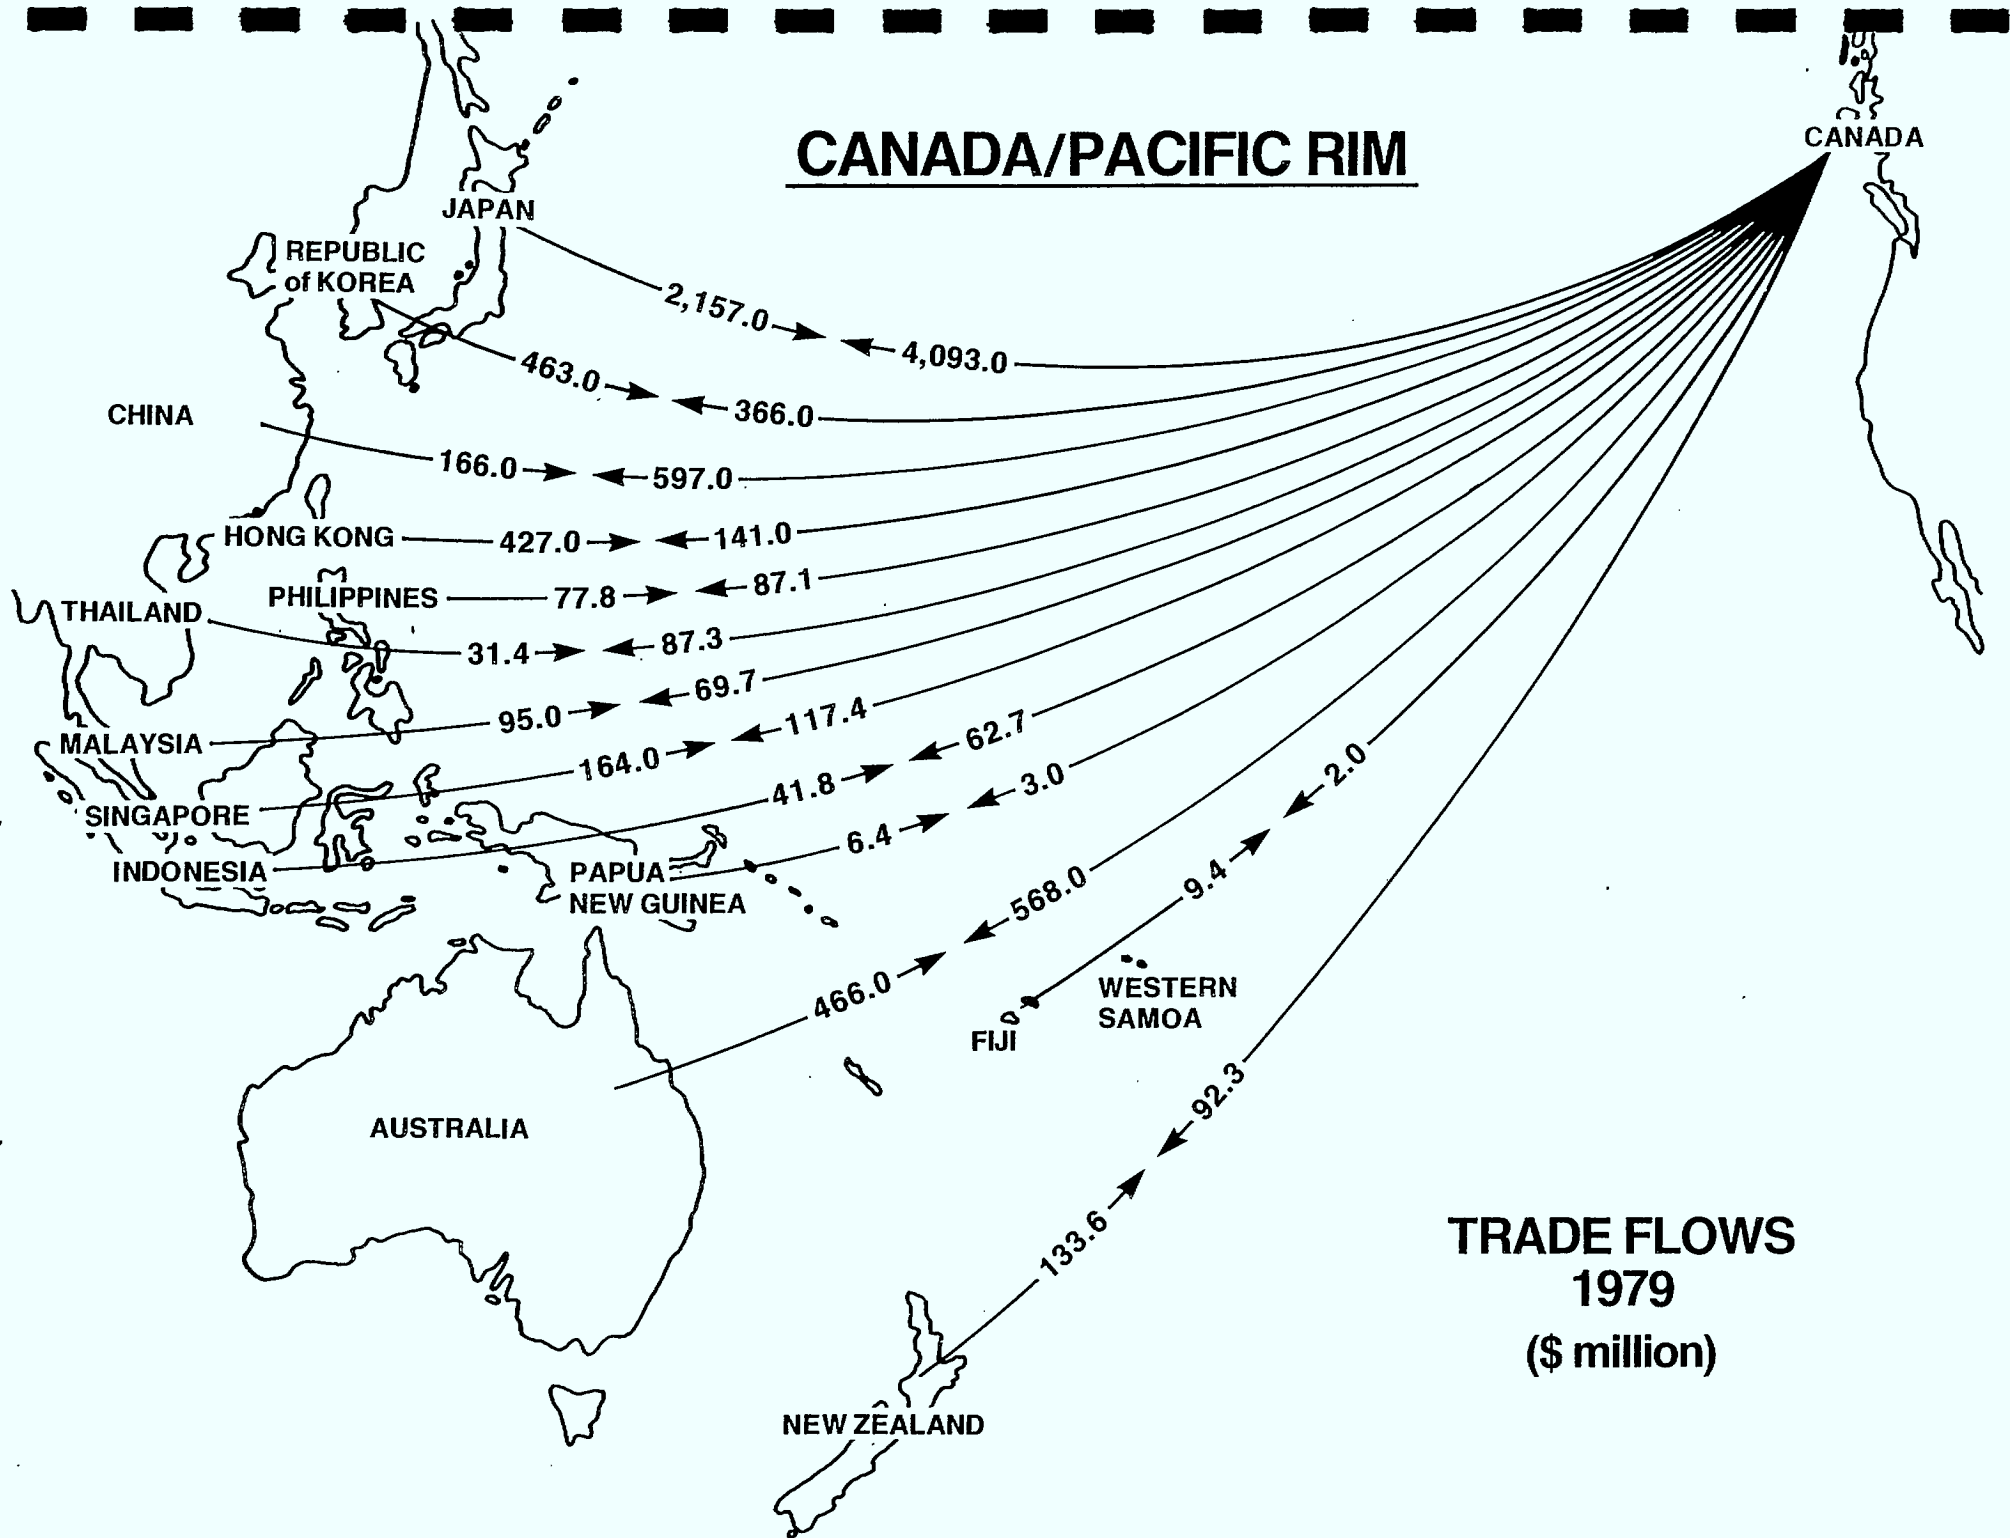 CANADA/PACIFIC RIM
CANADA
JAPAN
REPUBLIC
of KOREA
2,157.0
4,093.0
463.0
366.0
CHINA
166.0
597.0
HONG KONG
427.0
141.0
PHILIPPINES
77.8
87.1
THAILAND
31.4
87.3
MALAYSIA
95.0
69.7
SINGAPORE
164.0
117.4
INDONESIA
41.8
62.7
PAPUA
NEW GUINEA
6.4
3.0
AUSTRALIA
466.0
568.0
FIJI
9.4
2.0
WESTERN
SAMOA
NEW ZEALAND
133.6
92.3
TRADE FLOWS
1979
($ million)